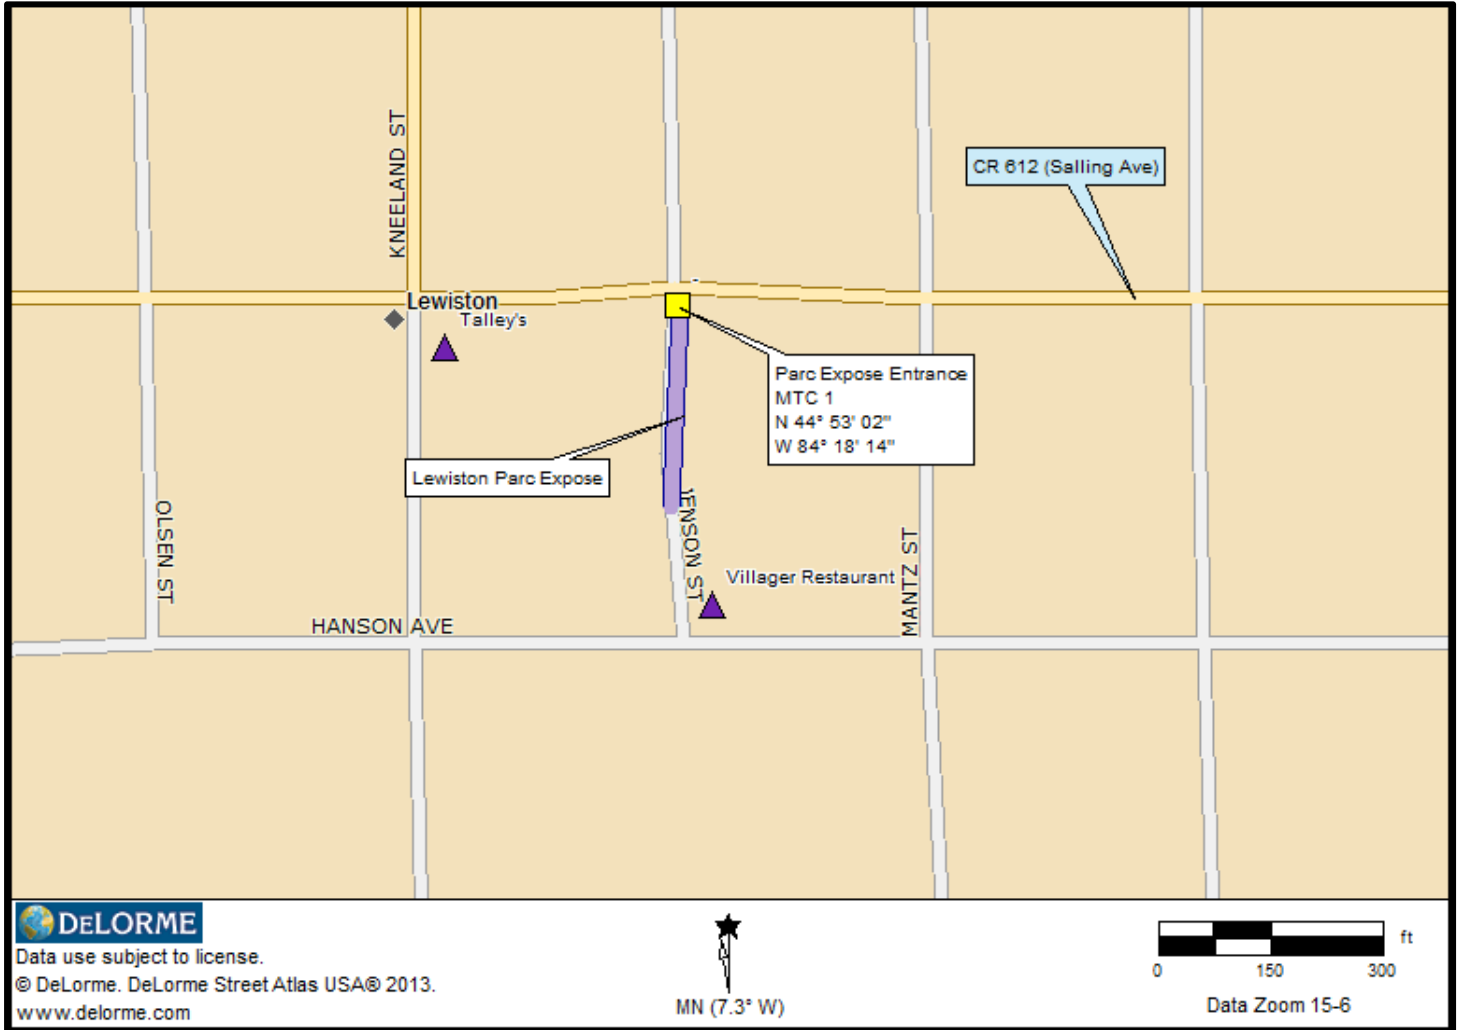 KNEELAND ST
CR 612 (Salling Ave)
Lewiston
Talley's
Parc Expose Entrance
MTC 1
N 44° 53' 02"
W 84° 18' 14"
Lewiston Parc Expose
OLSEN ST
ENSON ST
MANTZ ST
Villager Restaurant
HANSON AVE
DELORME
Data use subject to license.
© DeLorme. DeLorme Street Atlas USA® 2013.
www.delorme.com
MN (7.3° W)
ft
0 150 300
Data Zoom 15-6